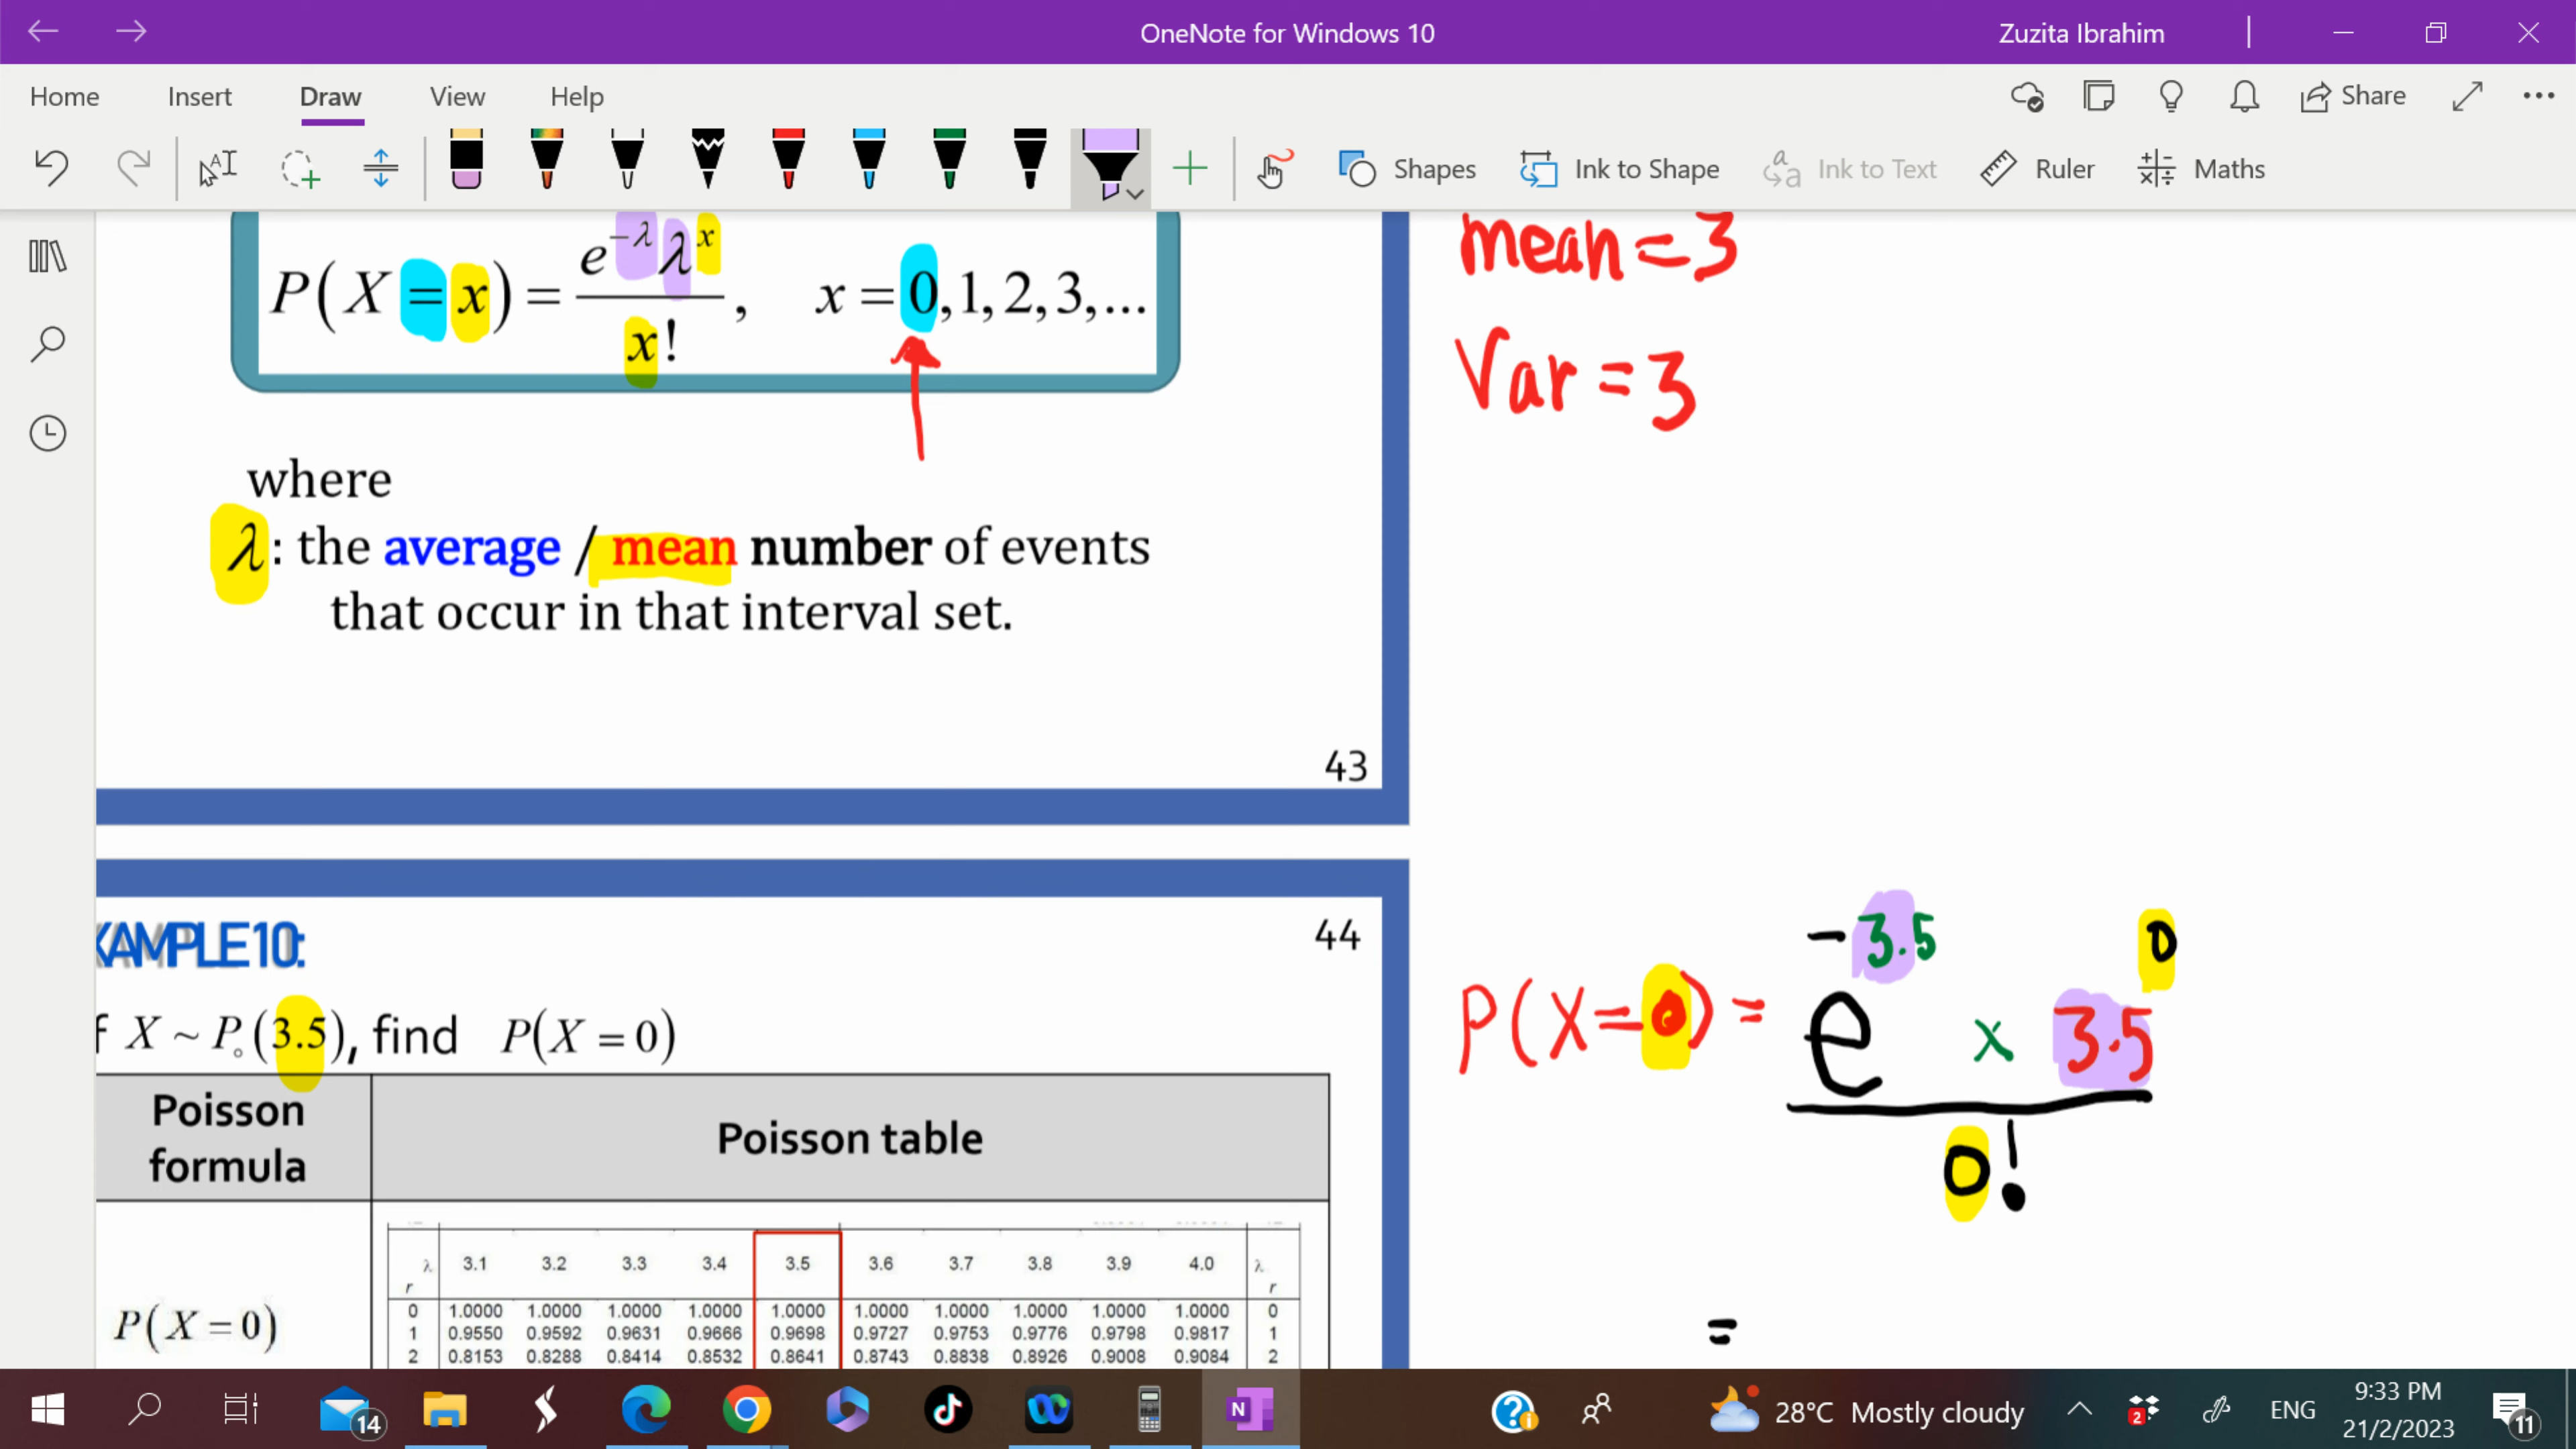 OneNote for Windows 10
Zuzita Ibrahim
Home Insert Draw View Help
Share
Shapes Ink to Shape Ink to Text Ruler Maths
P(X = x) = e^{-λ} λ^x / x! , x = 0, 1, 2, 3, ...
mean = 3
Var = 3
where
λ : the average / mean number of events
that occur in that interval set.
43
44
XAMPLE 10:
f X ~ P₀(3.5), find P(X = 0)
Poisson formula
Poisson table
λ 3.1 3.2 3.3 3.4 3.5 3.6 3.7 3.8 3.9 4.0 λ
r r
0 1.0000 1.0000 1.0000 1.0000 1.0000 1.0000 1.0000 1.0000 1.0000 1.0000 0
1 0.9550 0.9592 0.9631 0.9666 0.9698 0.9727 0.9753 0.9776 0.9798 0.9817 1
2 0.8153 0.8288 0.8414 0.8532 0.8641 0.8743 0.8838 0.8926 0.9008 0.9084 2
P(X = 0)
P(X = 0) = e^{-3.5} x 3.5^0 / 0!
=
14
28°C Mostly cloudy
2
ENG
9:33 PM
21/2/2023
11